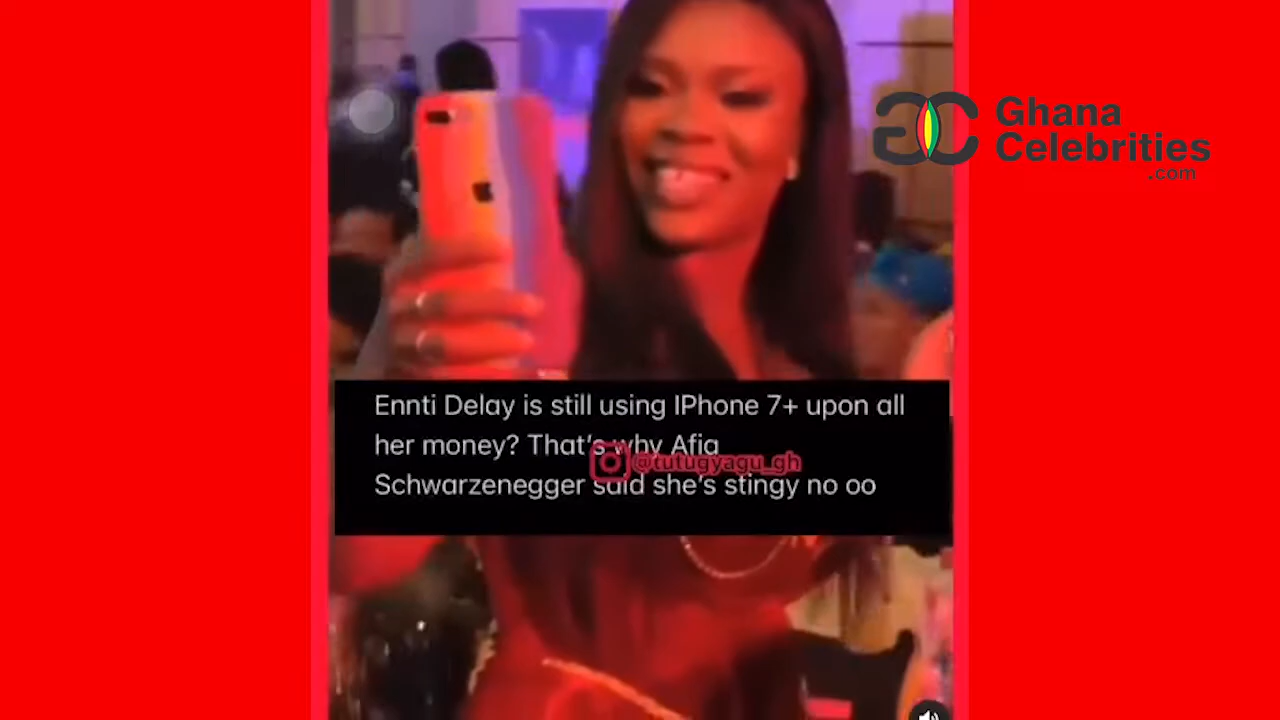 Ghana
Celebrities
.com
Ennti Delay is still using IPhone 7+ upon all
her money? That's why Afia
@tutugyagu_gh
Schwarzenegger said she's stingy no oo